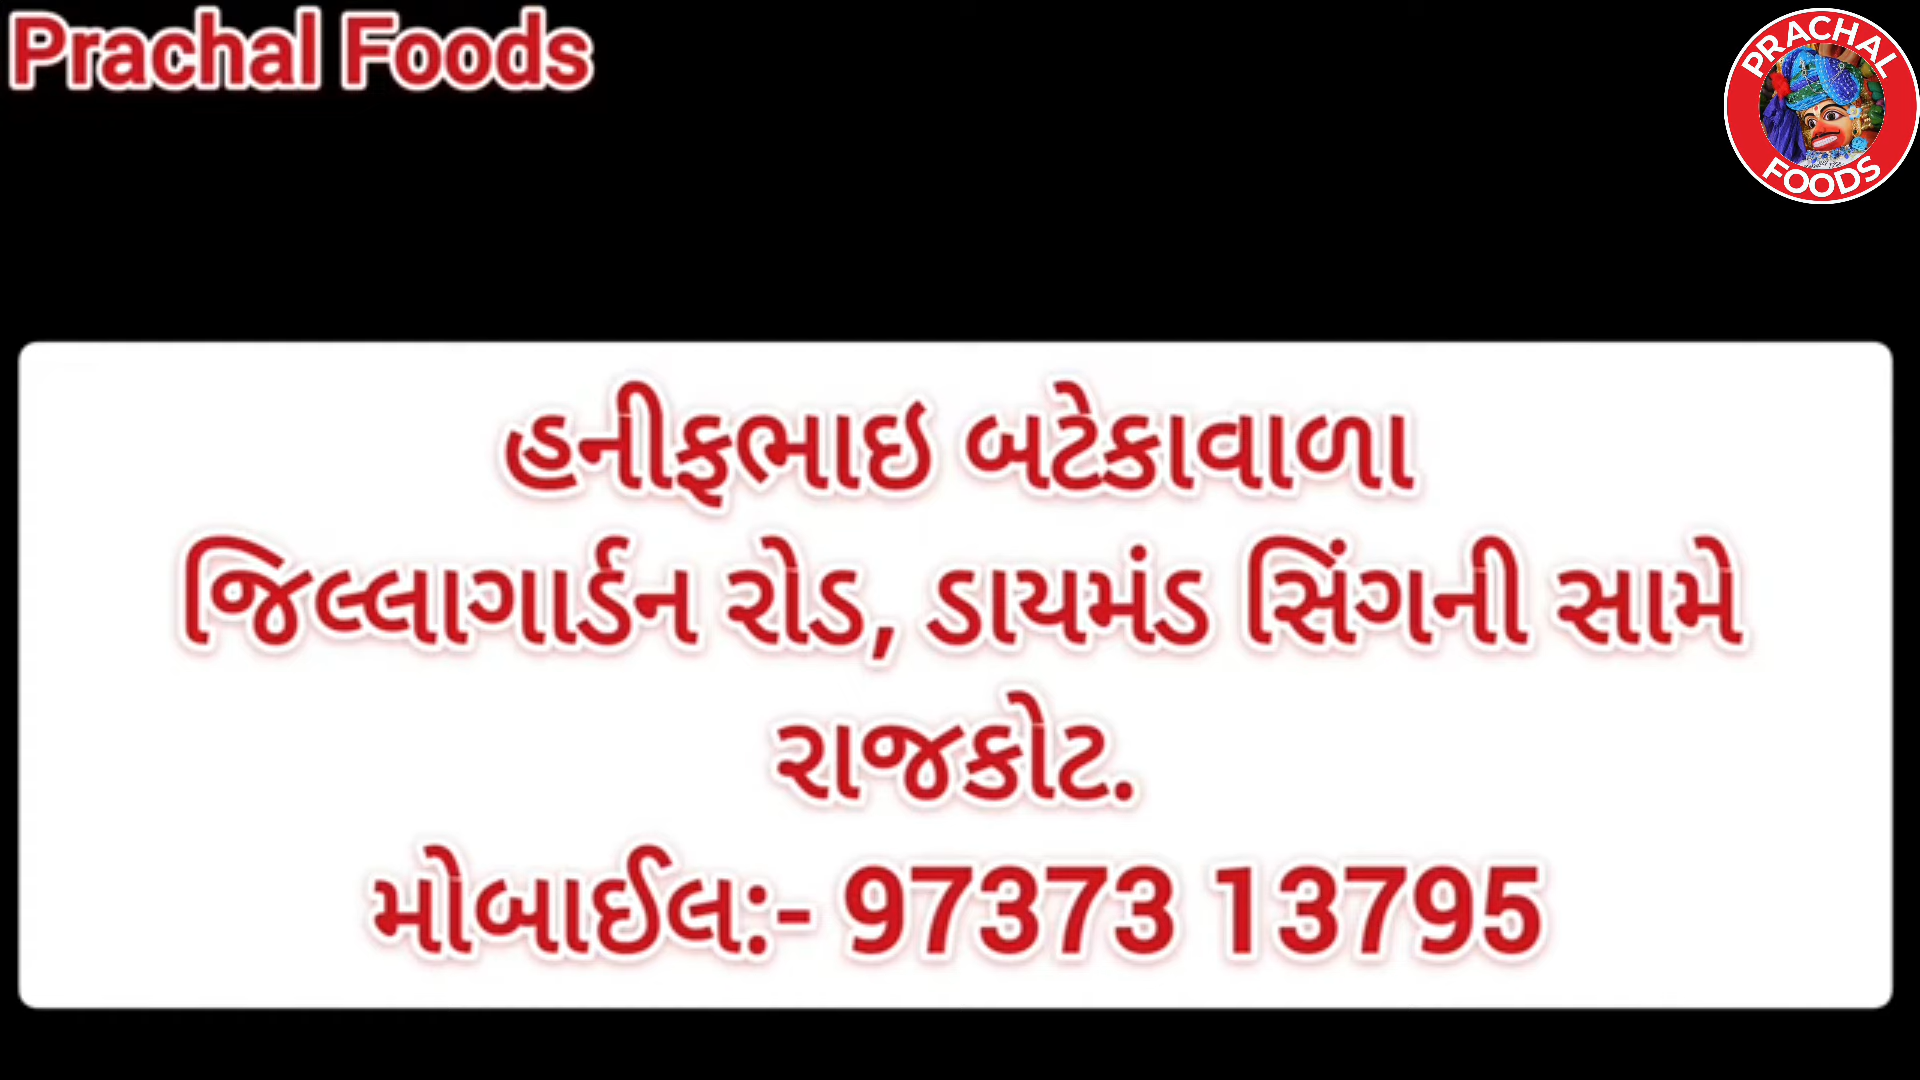 Prachal Foods
PRACHAL
FOODS
હનીફભાઇ બટેકાવાળા
જિલ્લાગાર્ડન રોડ, ડાયમંડ સિંગની સામે
રાજકોટ.
મોબાઈલ:- 97373 13795